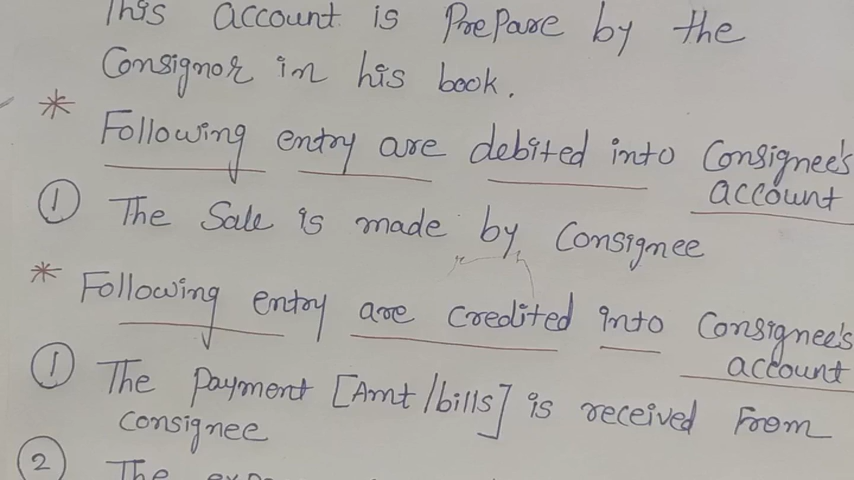 This account is Prepare by the
Consignor in his book.
* Following entry are debited into Consignee's
account
① The Sale is made by Consignee
* Following entry are credited into Consignee's
account
① The Payment [Amt/bills] is received From
consignee
② The